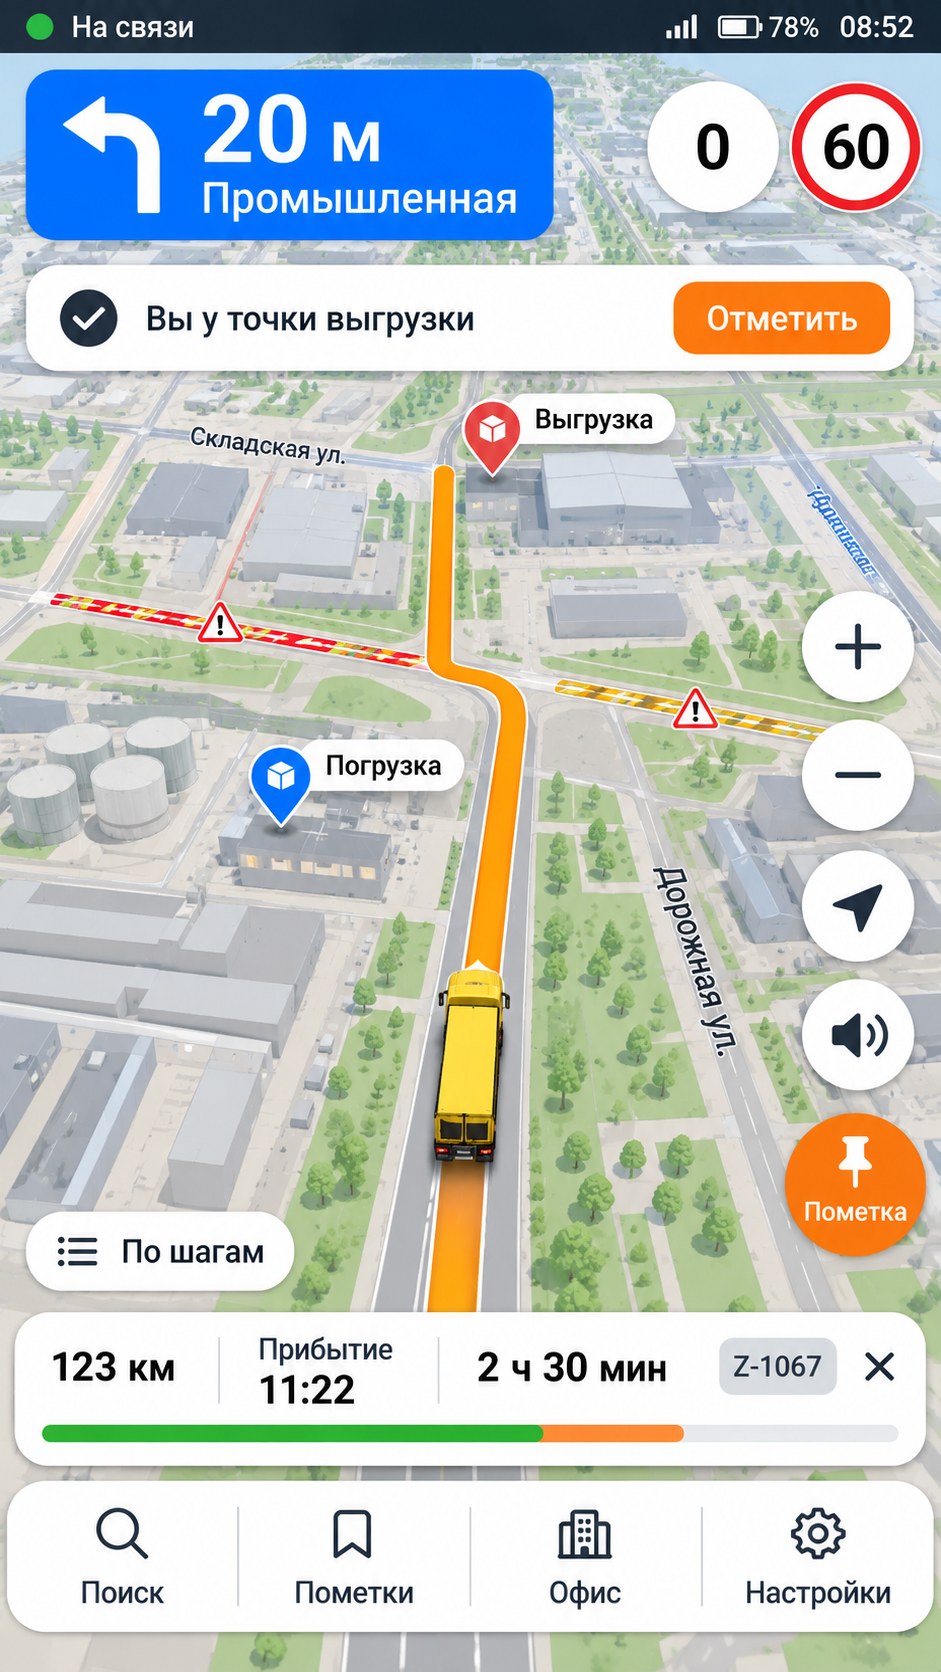 На связи
78%
08:52
20 м
Промышленная
0
60
Вы у точки выгрузки
Отметить
Выгрузка
Складская ул.
Погрузка
Дорожная ул.
Пометка
По шагам
123 км
Прибытие
11:22
2 ч 30 мин
Z-1067
Поиск
Пометки
Офис
Настройки